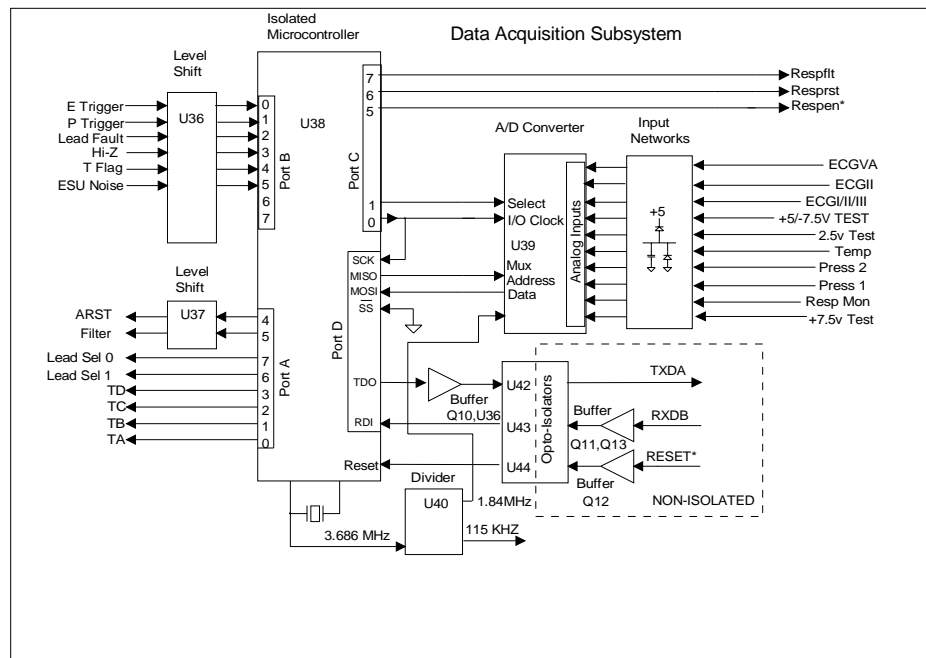 Data Acquisition Subsystem
Isolated
Microcontroller
Level
Shift
U36
E Trigger
P Trigger
Lead Fault
Hi-Z
T Flag
ESU Noise
0
1
2
3
4
5
6
7
Port B
U38
Port C
7
6
5
1
0
Respflt
Resprst
Respen*
A/D Converter
Input
Networks
Select
I/O Clock
U39
Mux
Address
Data
Analog Inputs
+5
ECGVA
ECGII
ECGI/II/III
+5/-7.5V TEST
2.5v Test
Temp
Press 2
Press 1
Resp Mon
+7.5v Test
SCK
MISO
MOSI
SS
Port D
TDO
RDI
Reset
Level
Shift
U37
ARST
Filter
Lead Sel 0
Lead Sel 1
TD
TC
TB
TA
4
5
7
6
3
2
1
0
Port A
Buffer
Q10,U36
U42
U43
U44
Opto-Isolators
TXDA
Buffer
RXDB
Q11,Q13
RESET*
Buffer
Q12
NON-ISOLATED
Divider
U40
1.84MHz
115 KHZ
3.686 MHz